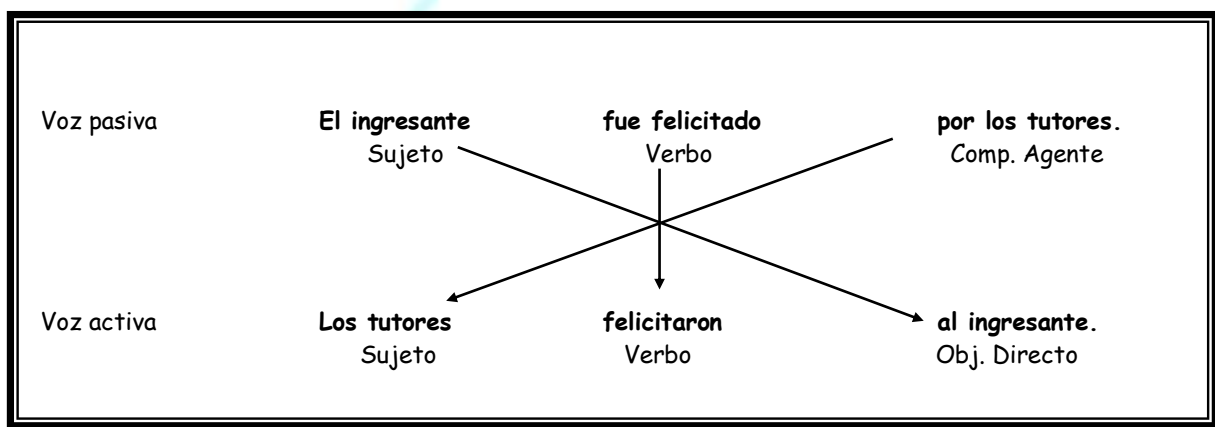 Voz pasiva El ingresante fue felicitado por los tutores.
Sujeto Verbo Comp. Agente
Voz activa Los tutores felicitaron al ingresante.
Sujeto Verbo Obj. Directo